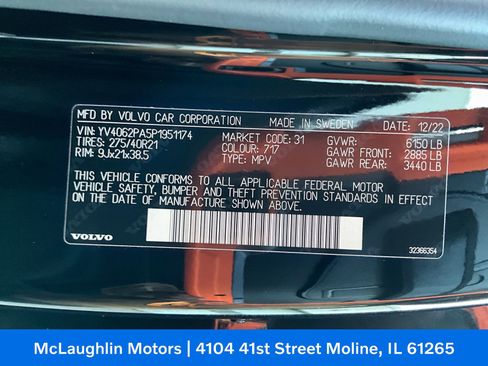 MFD BY VOLVO CAR CORPORATION MADE IN SWEDEN 12/22
VIN: YV4062PA5P1951174 MARKET CODE: 31 GVWR: 6150 LB
TIRES: 275/40R21 COLOUR: 717 GAWR FRONT: 2885 LB
RIM: 9Jx21x38.5 TYPE: MPV GAWR REAR: 3440 LB
THIS VEHICLE CONFORMS TO ALL APPLICABLE FEDERAL MOTOR
VEHICLE SAFETY, BUMPER AND THEFT PREVENTION STANDARDS IN EFFECT
ON THE DATE OF MANUFACTURE SHOWN ABOVE.
VOLVO 32366354
McLaughlin Motors | 4104 41st Street Moline, IL 61265